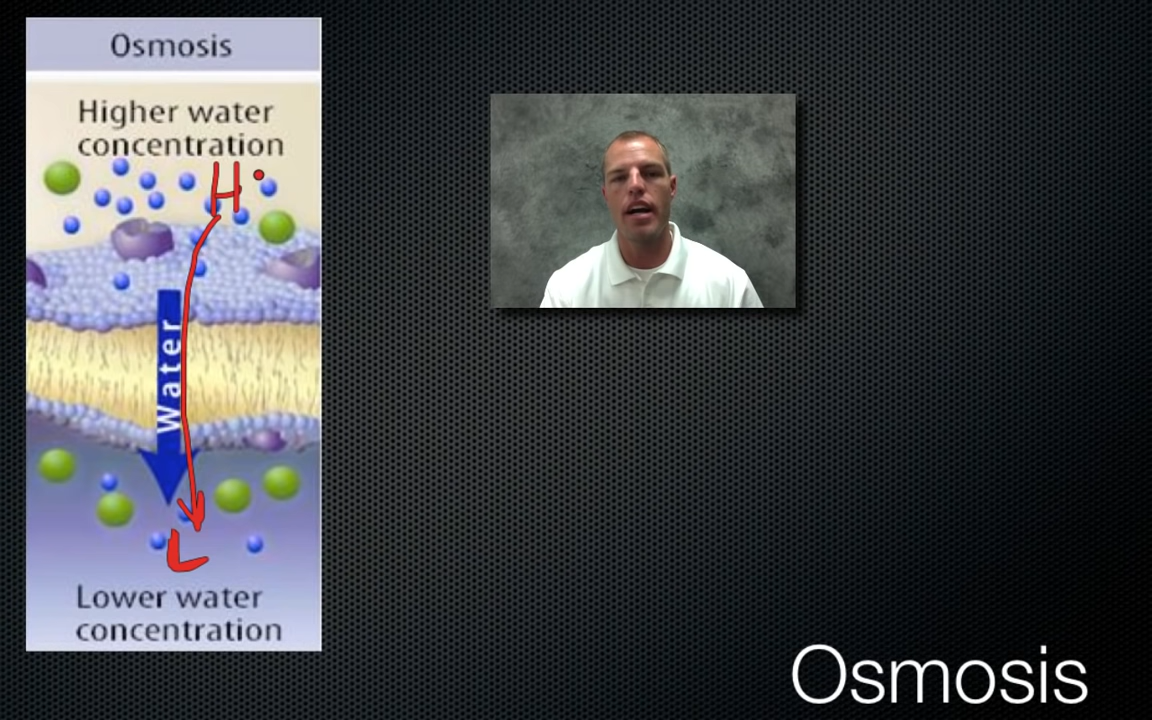 Osmosis
Higher water
concentration
H
Water
L
Lower water
concentration
Osmosis